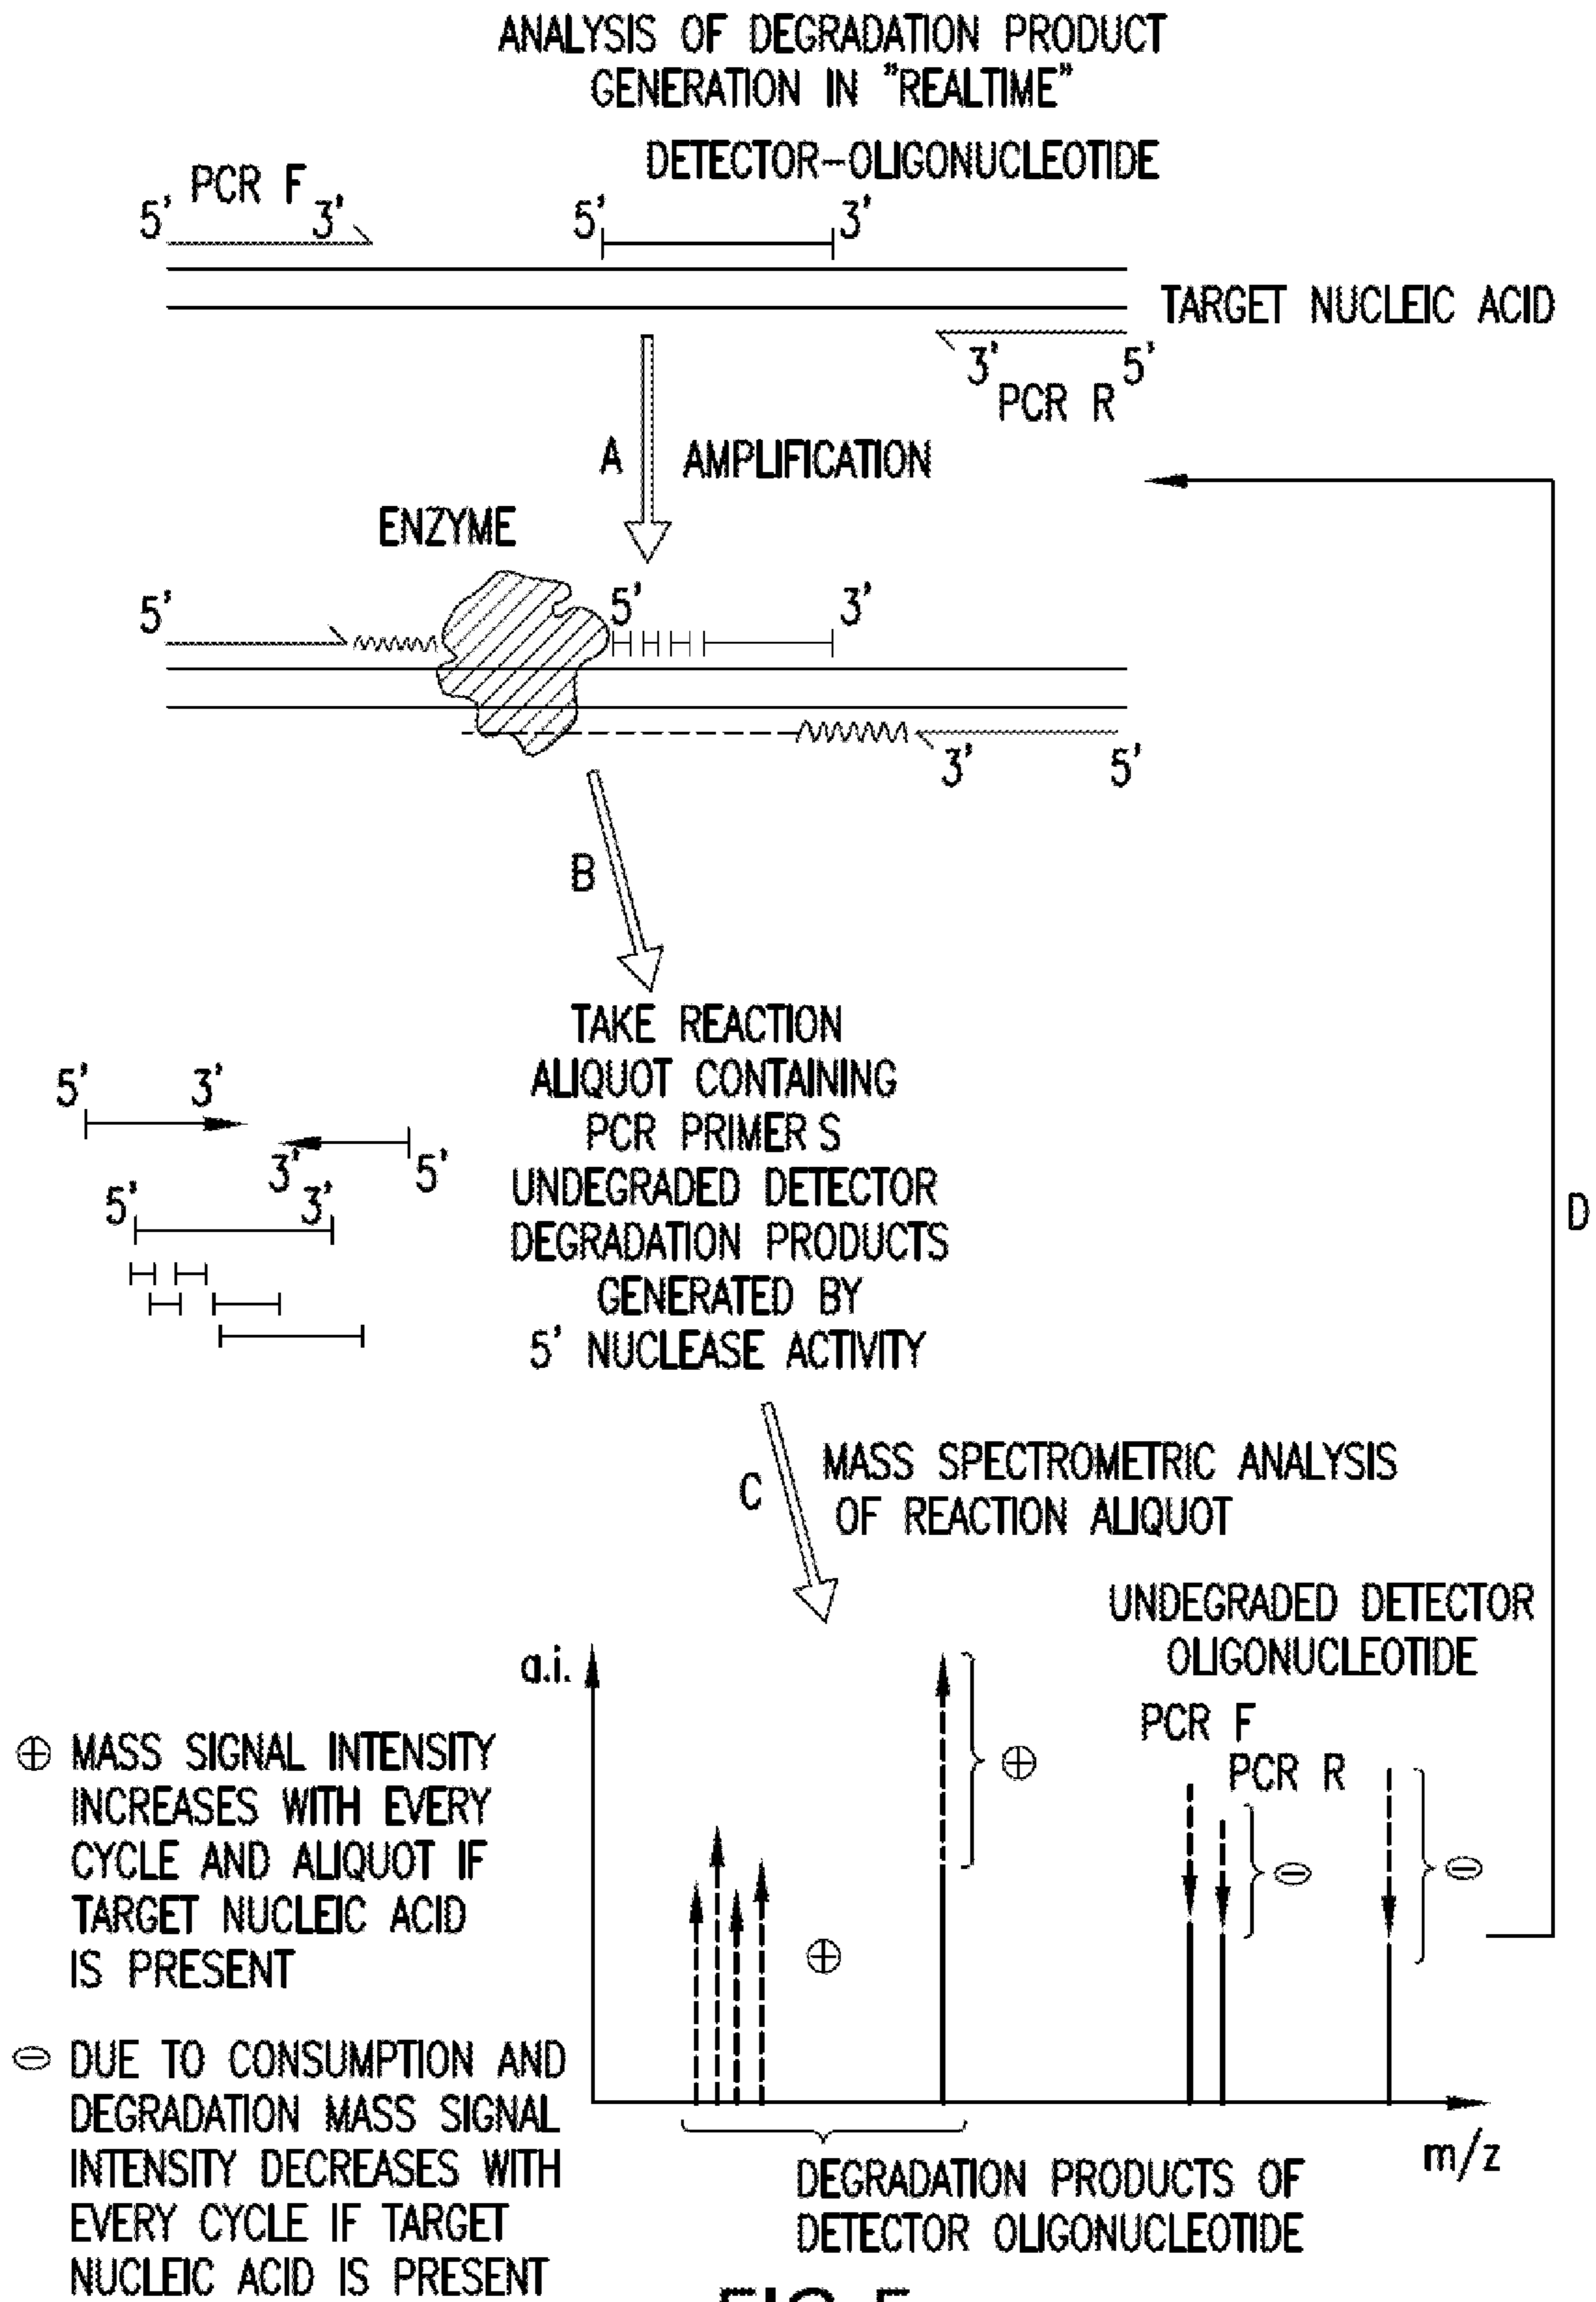 ANALYSIS OF DEGRADATION PRODUCT
GENERATION IN "REALTIME"
DETECTOR-OLIGONUCLEOTIDE
PCR F
5' 3' 5' 3'
TARGET NUCLEIC ACID
3' 5'
PCR R
A AMPLIFICATION
ENZYME
5' 5' 3'
3' 5'
B
TAKE REACTION
ALIQUOT CONTAINING
PCR PRIMER S
UNDEGRADED DETECTOR
DEGRADATION PRODUCTS
GENERATED BY
5' NUCLEASE ACTIVITY
5' 3'
3' 5'
5' 3'
D
C
MASS SPECTROMETRIC ANALYSIS
OF REACTION ALIQUOT
UNDEGRADED DETECTOR
OLIGONUCLEOTIDE
a.i.
PCR F
PCR R
⊕ MASS SIGNAL INTENSITY
INCREASES WITH EVERY
CYCLE AND ALIQUOT IF
TARGET NUCLEIC ACID
IS PRESENT
⊕
⊕
⊖
⊖
⊖ DUE TO CONSUMPTION AND
DEGRADATION MASS SIGNAL
INTENSITY DECREASES WITH
EVERY CYCLE IF TARGET
NUCLEIC ACID IS PRESENT
m/z
DEGRADATION PRODUCTS OF
DETECTOR OLIGONUCLEOTIDE